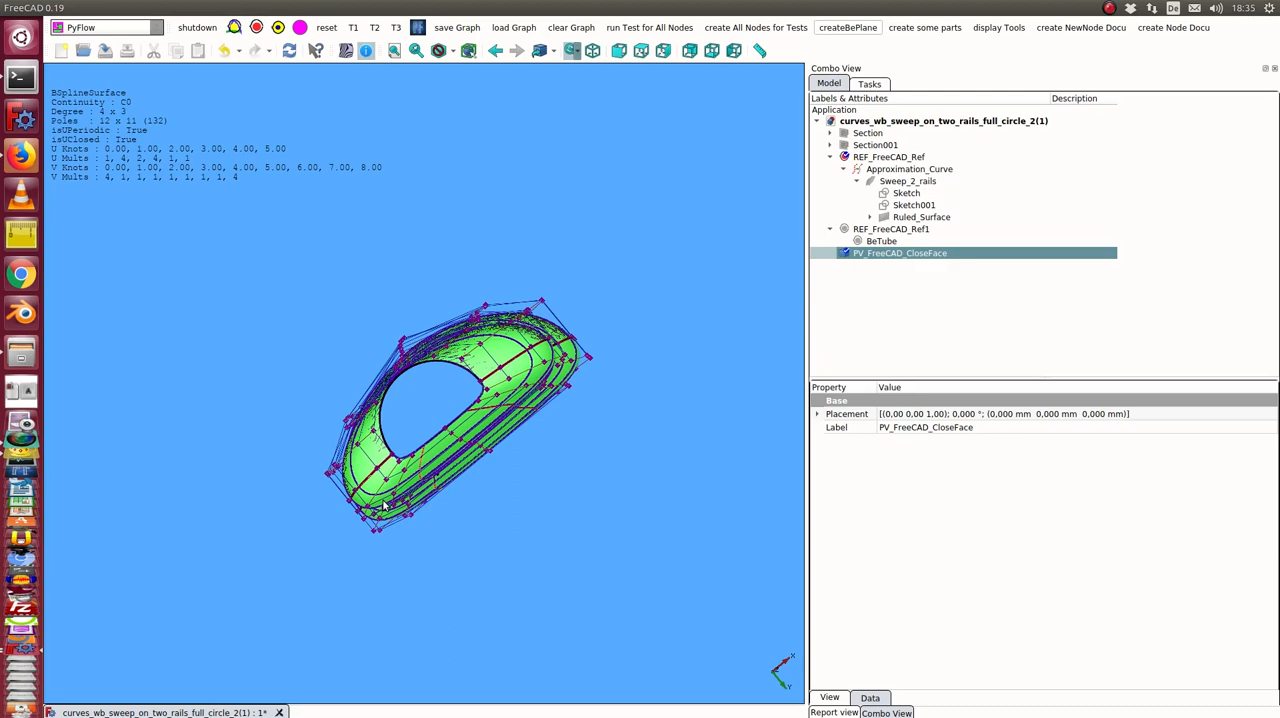 FreeCAD 0.19
De
18:35
PyFlow
shutdown
reset
T1
T2
T3
save Graph
load Graph
run Test for All Nodes
create All Nodes for Tests
createBePlane
create some parts
display Tools
create NewNode Docu
create Node Docu
BSplineSurface
Continuity : C0
Degree : 4 x 3
Poles : 12 x 11 (132)
isUPeriodic : True
isUClosed : True
U Knots : 0.00, 1.00, 2.00, 3.00, 4.00, 5.00
U Mults : 1, 4, 2, 4, 1, 1
V Knots : 0.00, 1.00, 2.00, 3.00, 4.00, 5.00, 6.00, 7.00, 8.00
V Mults : 4, 1, 1, 1, 1, 1, 1, 1, 4
X
Y
Combo View
Model
Tasks
Labels & Attributes
Description
Application
curves_wb_sweep_on_two_rails_full_circle_2(1)
Section
Section001
REF_FreeCAD_Ref
Approximation_Curve
Sweep_2_rails
Sketch
Sketch001
Ruled_Surface
REF_FreeCAD_Ref1
BeTube
PV_FreeCAD_CloseFace
Property
Value
Base
Placement
[(0,00 0,00 1,00); 0,000 °; (0,000 mm 0,000 mm 0,000 mm)]
Label
PV_FreeCAD_CloseFace
View
Data
Report view
Combo View
curves_wb_sweep_on_two_rails_full_circle_2(1) : 1*